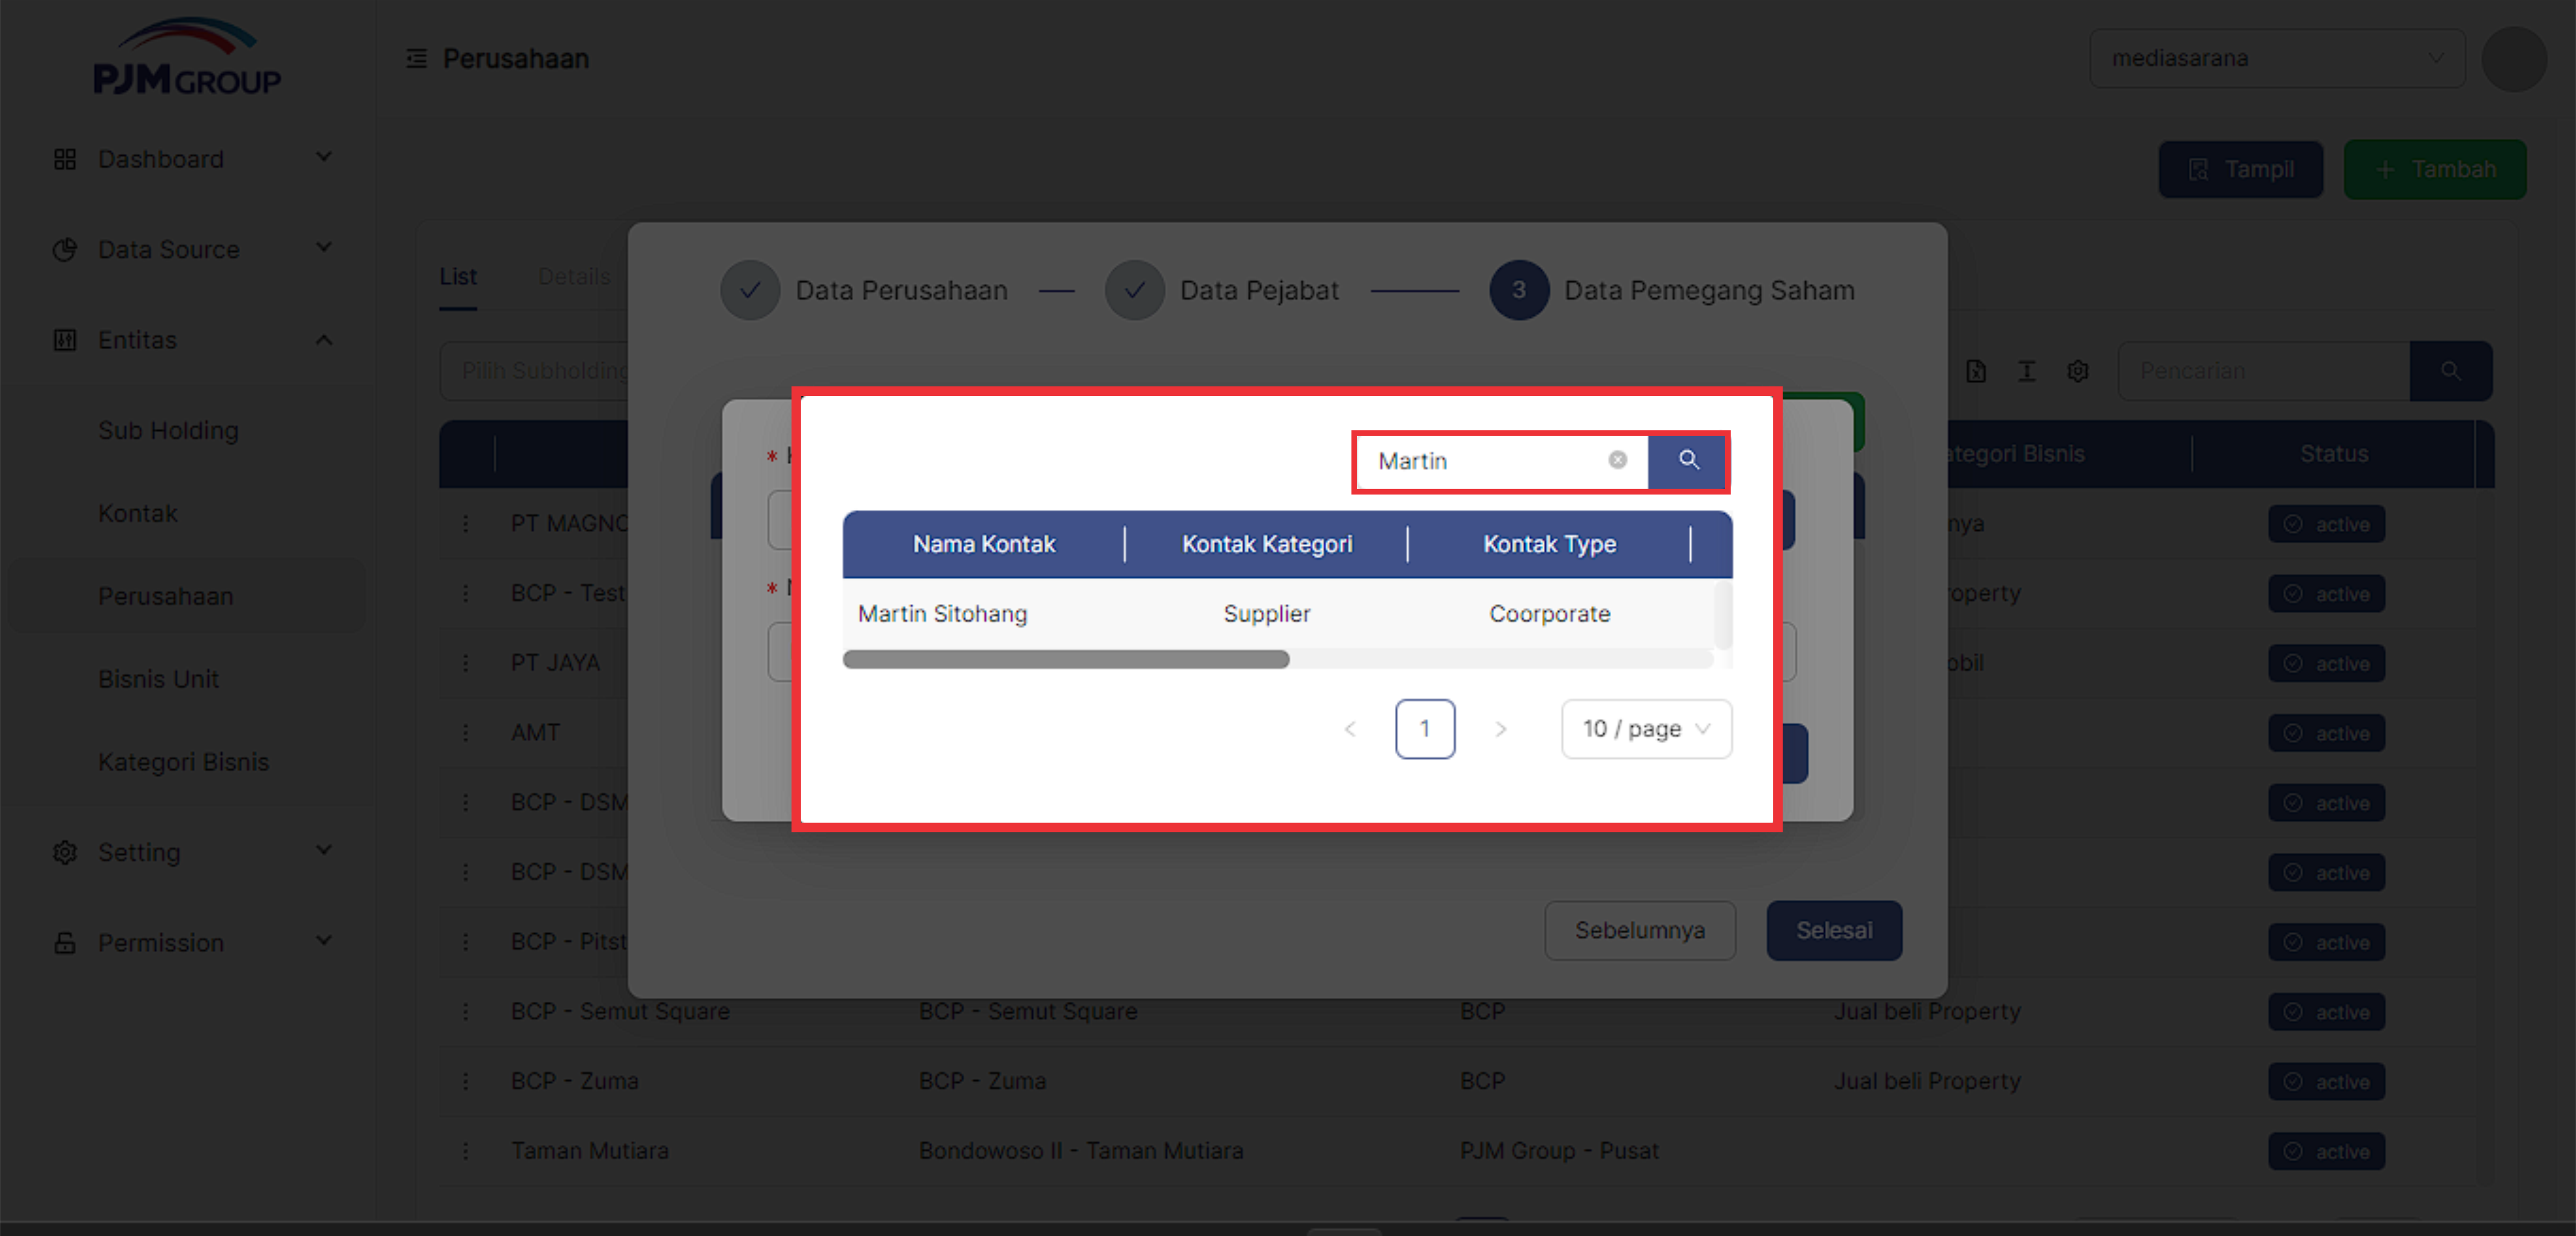 PJM GROUP
Perusahaan
mediasarana
Dashboard
Tampil
Tambah
Data Source
List
Details
Data Perusahaan
Data Pejabat
3
Data Pemegang Saham
Entitas
Pilih Subholding
Pencarian
Sub Holding
Martin
Bisnis
Status
Kontak
Nama Kontak
Kontak Kategori
Kontak Type
PT MAGNO
active
Perusahaan
BCP - Test
Martin Sitohang
Supplier
Coorporate
active
PT JAYA
active
Bisnis Unit
AMT
1
10 / page
active
Kategori Bisnis
BCP - DSM
active
Setting
BCP - DSM
active
Permission
BCP - Pitst
Sebelumnya
Selesai
active
BCP - Semut Square
BCP - Semut Square
BCP
Jual beli Property
active
BCP - Zuma
BCP - Zuma
BCP
Jual beli Property
active
Taman Mutiara
Bondowoso II - Taman Mutiara
PJM Group - Pusat
active